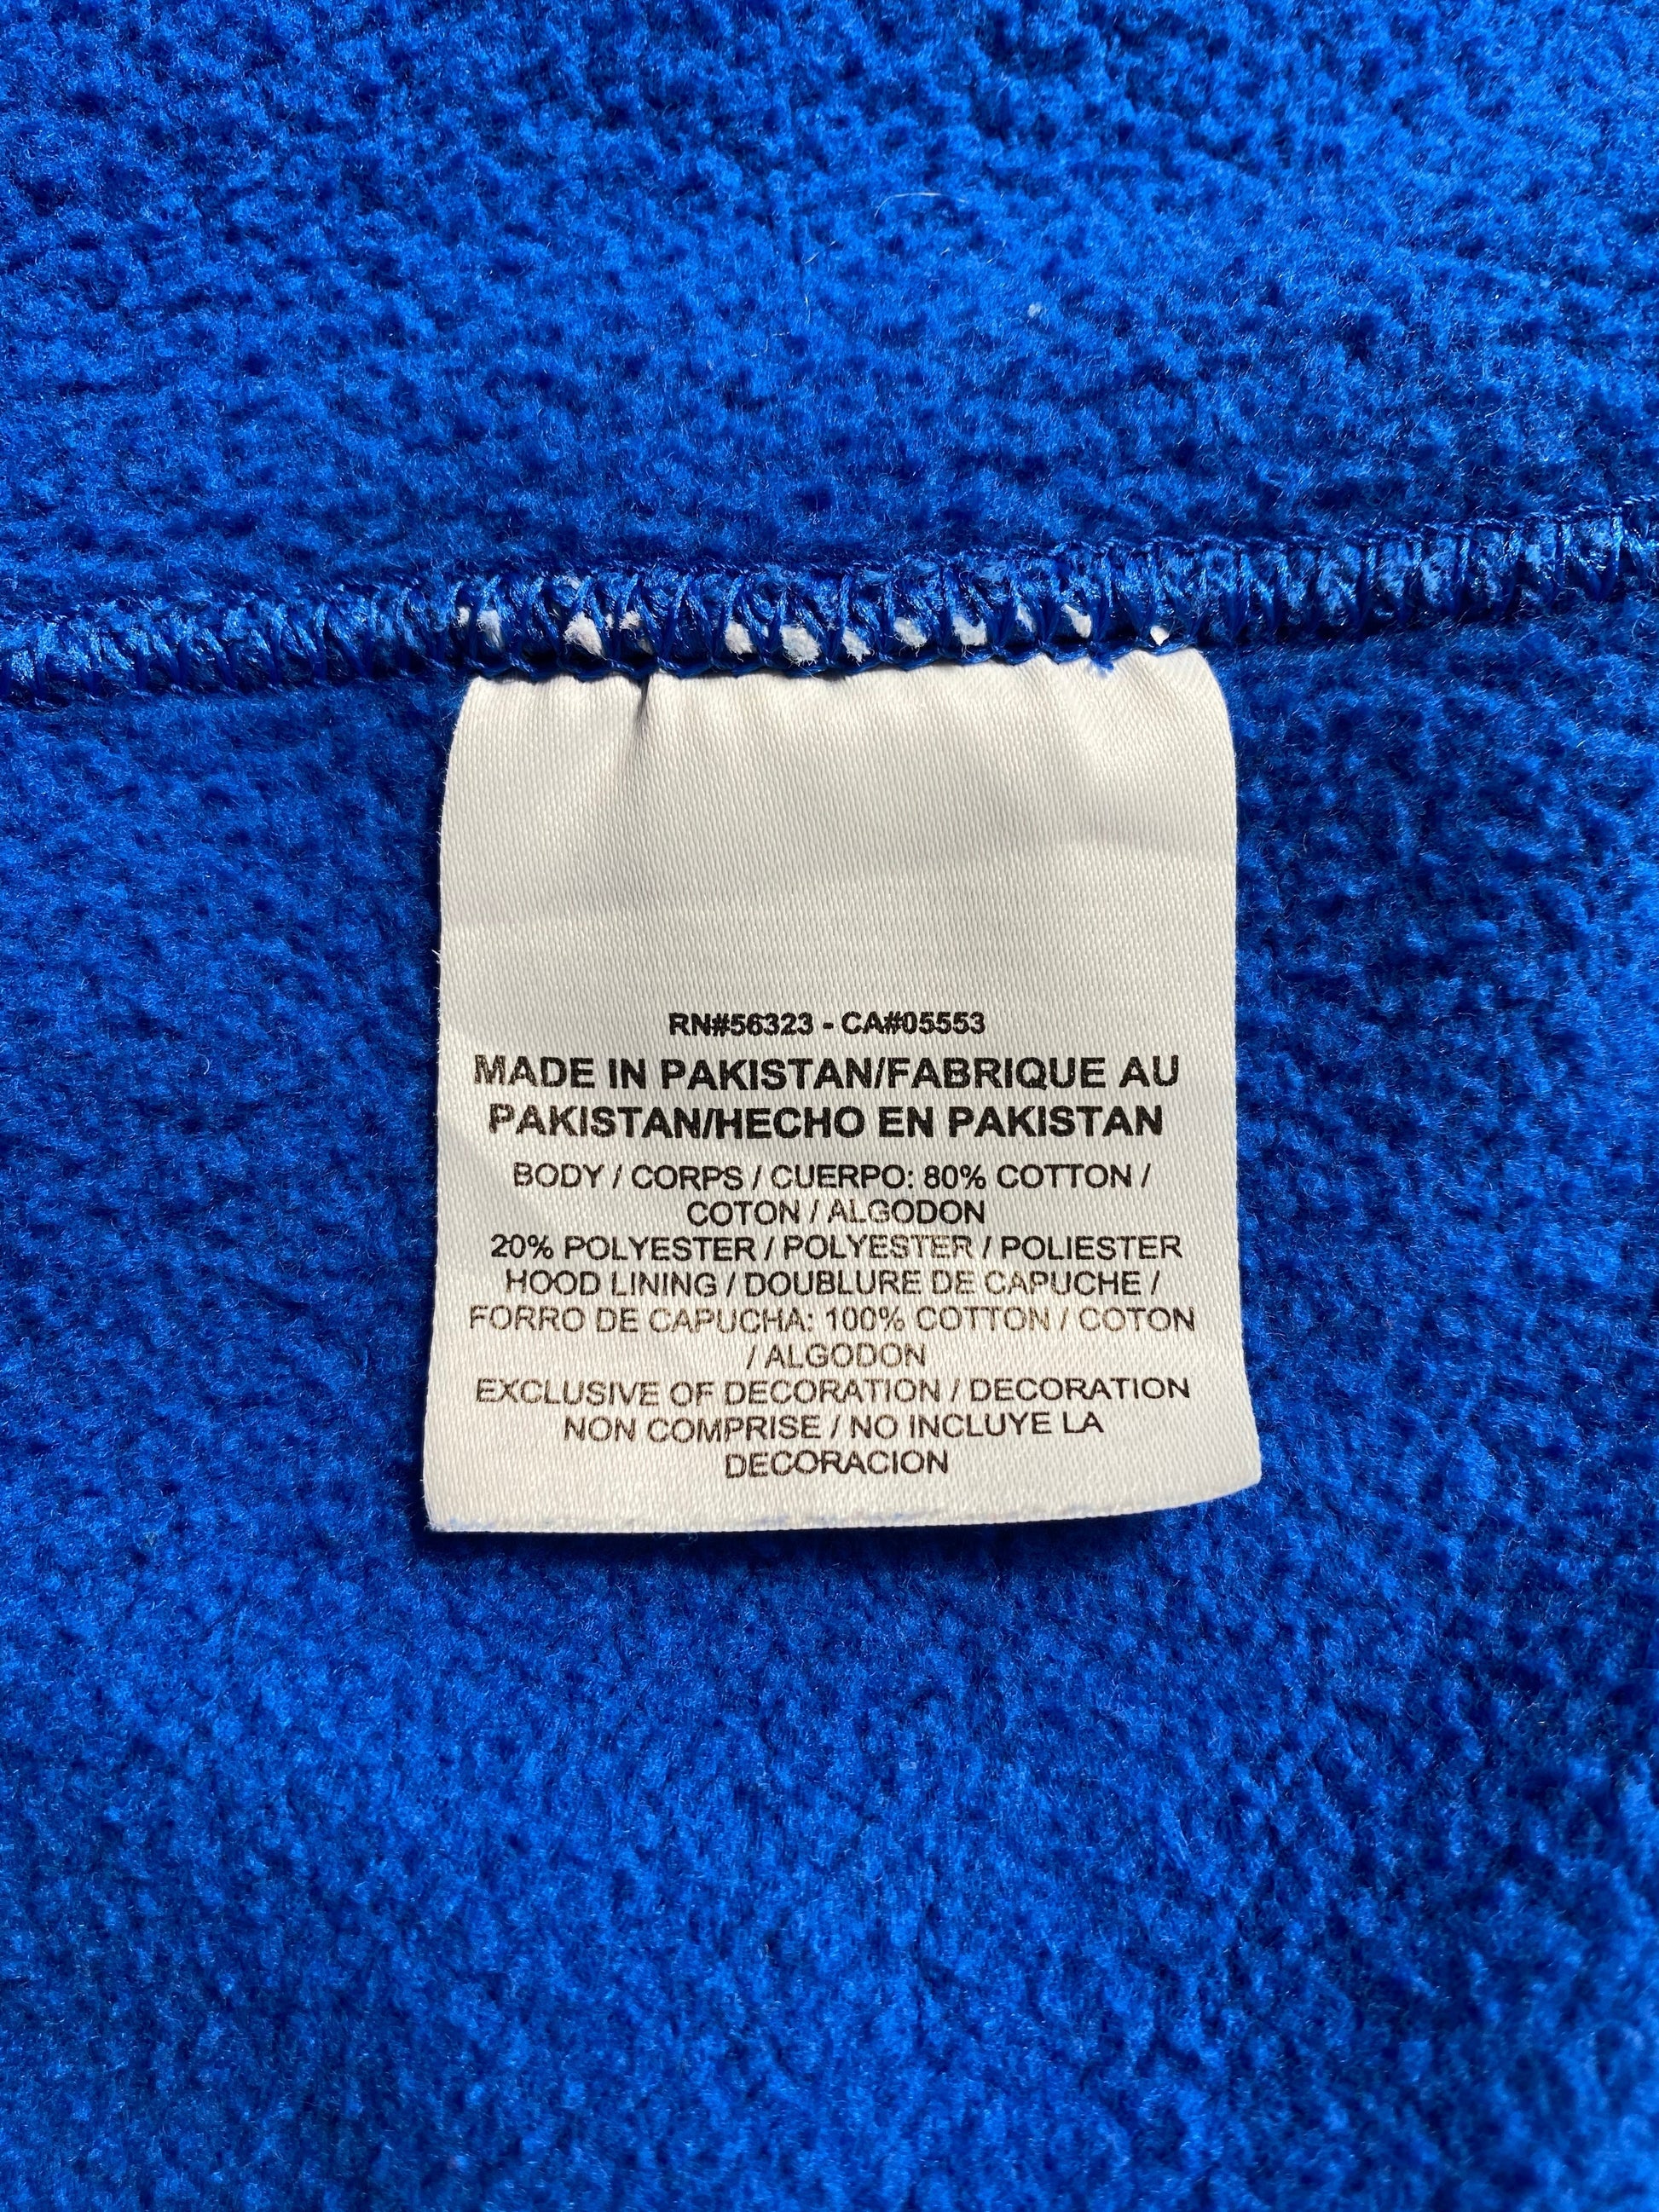 RN#56323 - CA#05553
MADE IN PAKISTAN/FABRIQUE AU
PAKISTAN/HECHO EN PAKISTAN
BODY / CORPS / CUERPO: 80% COTTON /
COTON / ALGODON
20% POLYESTER / POLYESTER / POLIESTER
HOOD LINING / DOUBLURE DE CAPUCHE /
FORRO DE CAPUCHA: 100% COTTON / COTON
/ ALGODON
EXCLUSIVE OF DECORATION / DECORATION
NON COMPRISE / NO INCLUYE LA
DECORACION